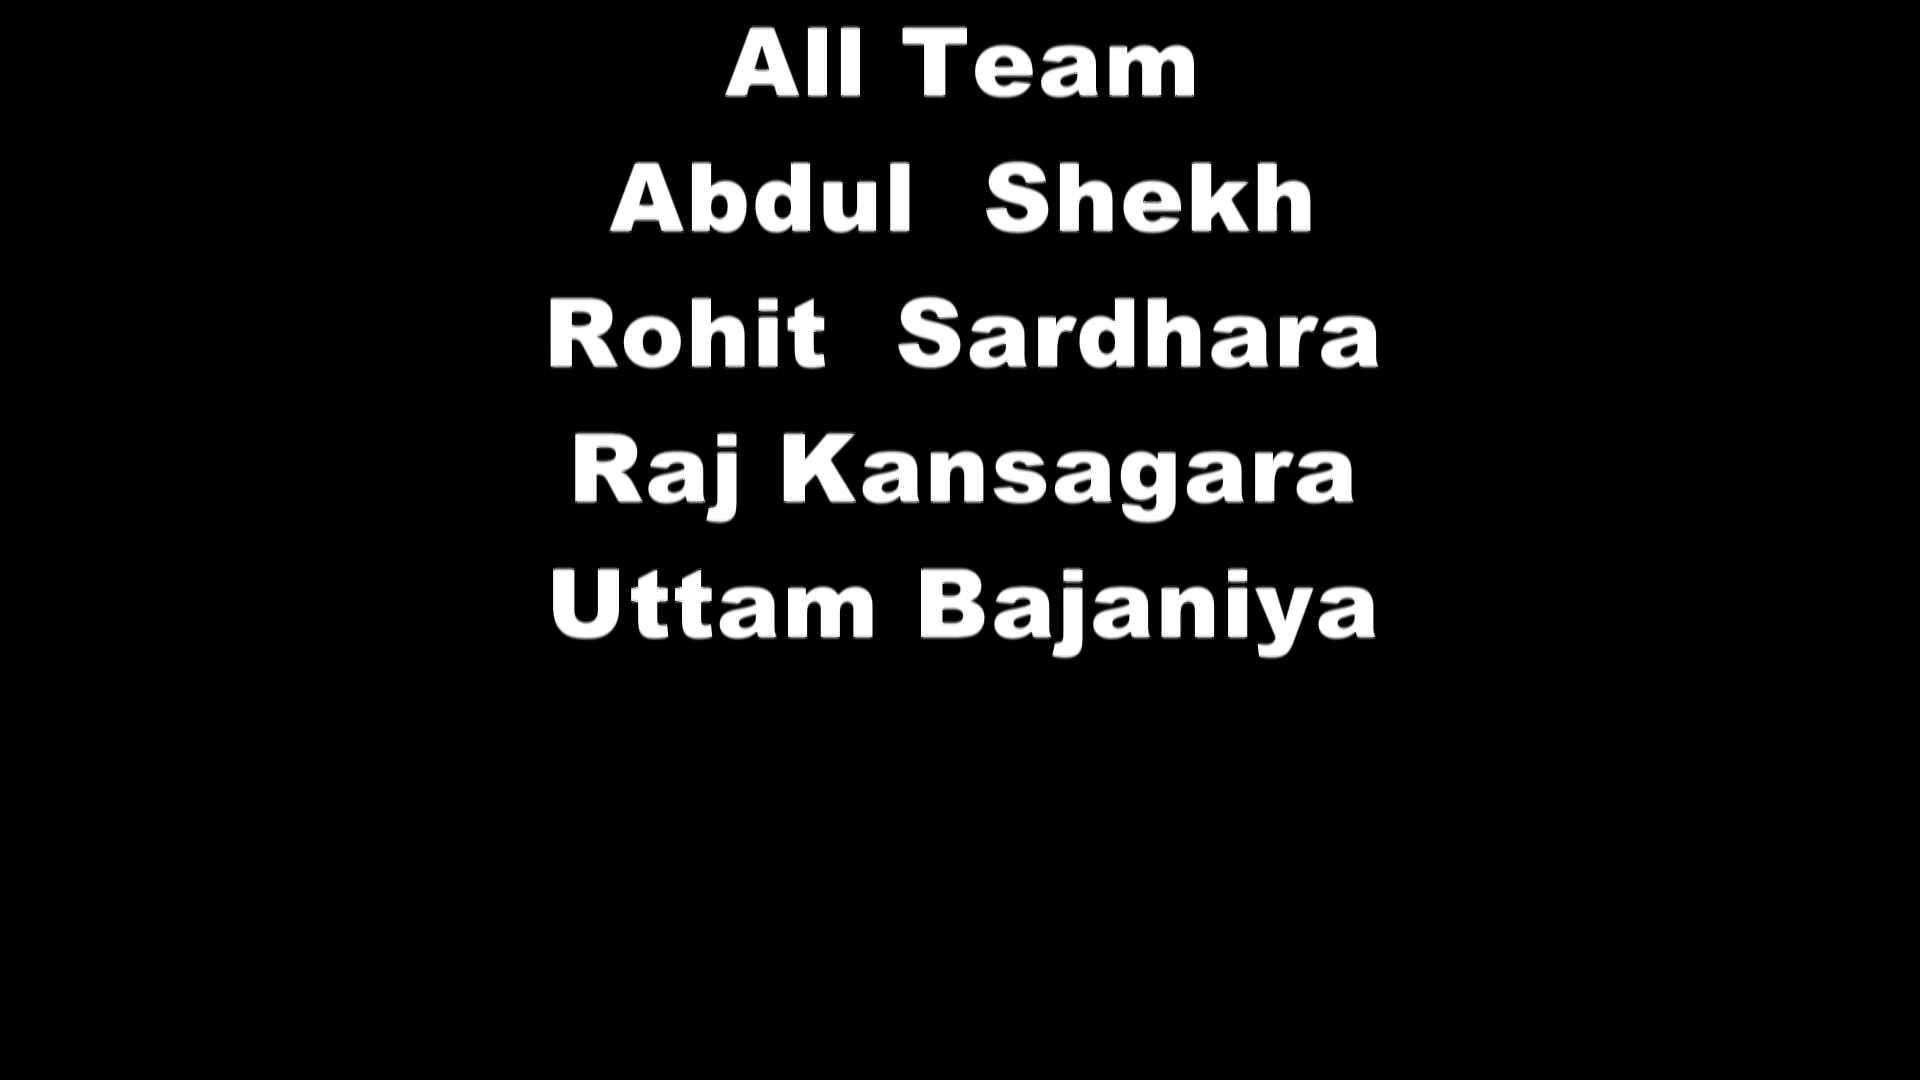 All Team
Abdul  Shekh
Rohit  Sardhara
Raj Kansagara
Uttam Bajaniya